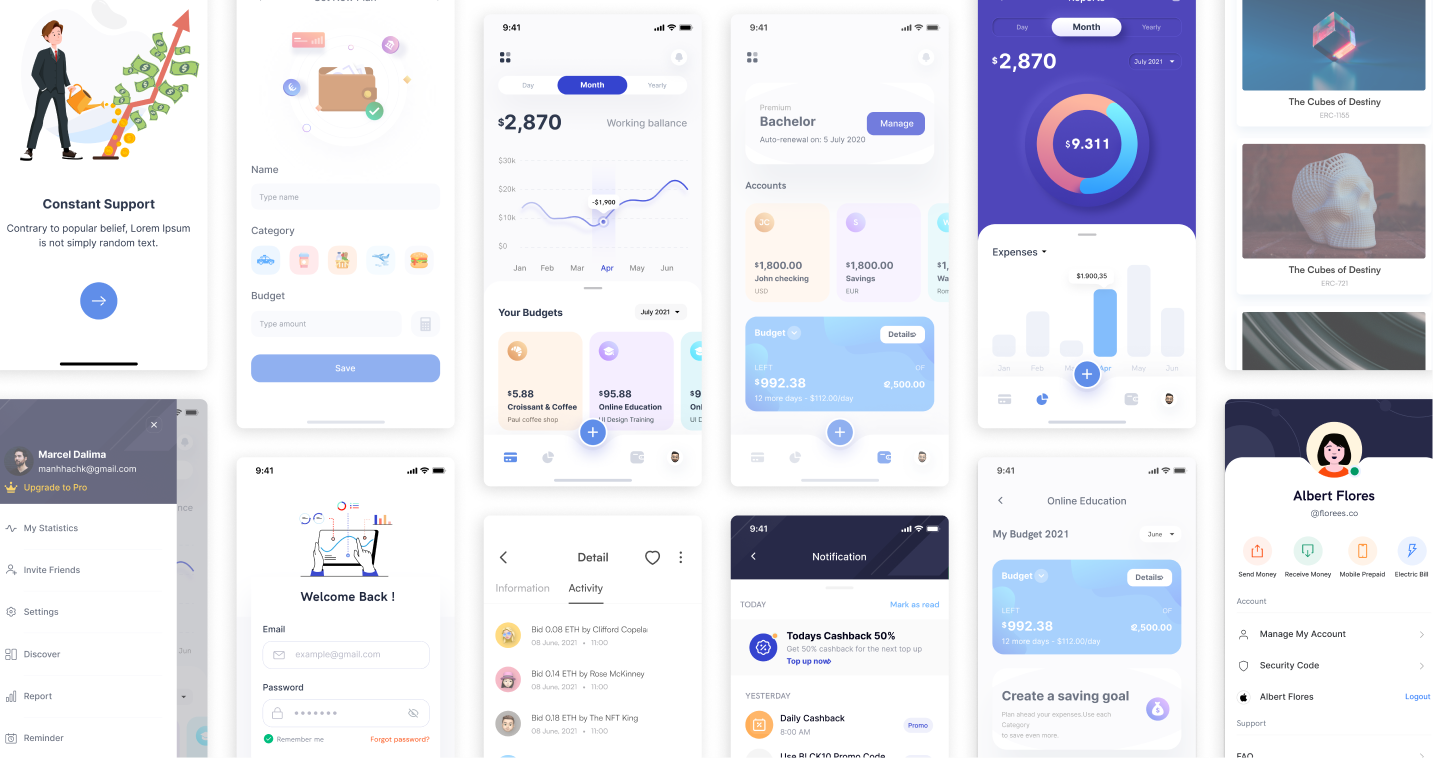 Constant Support
Contrary to popular belief, Lorem Ipsum
is not simply random text.
Marcel Dalima
manhhachk@gmail.com
Upgrade to Pro
nce
My Statistics
Invite Friends
Settings
Discover
Jue
Report
Reminder
Name
Type name
Category
Budget
Type amount
Save
9:41
Welcome Back !
Email
example@gmail.com
Password
Remember me
Forgot password?
9:41
Day
Month
Yearly
$2,870
Working ballance
$30k
$20k
-$1,900
$10k
$0
Jan
Feb
Mar
Apr
May
Jun
Your Budgets
July 2021
$5.88
Croissant & Coffee
Paul coffee shop
$95.88
Online Education
UI Design Training
$9
Onl
UI D
Detail
Information
Activity
Bid 0.08 ETH by Clifford Copela
08 June, 2021 • 11:00
Bid 0.14 ETH by Rose McKinney
08 June, 2021 • 11:00
Bid 0.18 ETH by The NFT King
08 June, 2021 • 11:00
9:41
Premium
Bachelor
Auto-renewal on: 5 July 2020
Manage
Accounts
JC
$1,800.00
John checking
USD
S
$1,800.00
Savings
EUR
W
$1,
Wa
Ron
Budget
Details
LEFT
OF
$992.38
2,500.00
12 more days - $112.00/day
9:41
Notification
TODAY
Mark as read
Todays Cashback 50%
Get 50% cashback for the next top up
Top up now
YESTERDAY
Daily Cashback
8:00 AM
Promo
Use BLCK10 Promo Code
Reports
Day
Month
Yearly
$2,870
July 2021
$9.311
Expenses
$1.900,35
Jan
Feb
Mr
Apr
May
Jun
9:41
Online Education
My Budget 2021
June
Budget
Details
LEFT
OF
$992.38
2,500.00
12 more days - $112.00/day
Create a saving goal
Plan ahead your expenses.Use each
Category
to save even more.
The Cubes of Destiny
ERC-1155
The Cubes of Destiny
ERC-721
Albert Flores
@florees.co
Send Money
Receive Money
Mobile Prepaid
Electric Bill
Account
Manage My Account
Security Code
Albert Flores
Logout
Support
FAQ